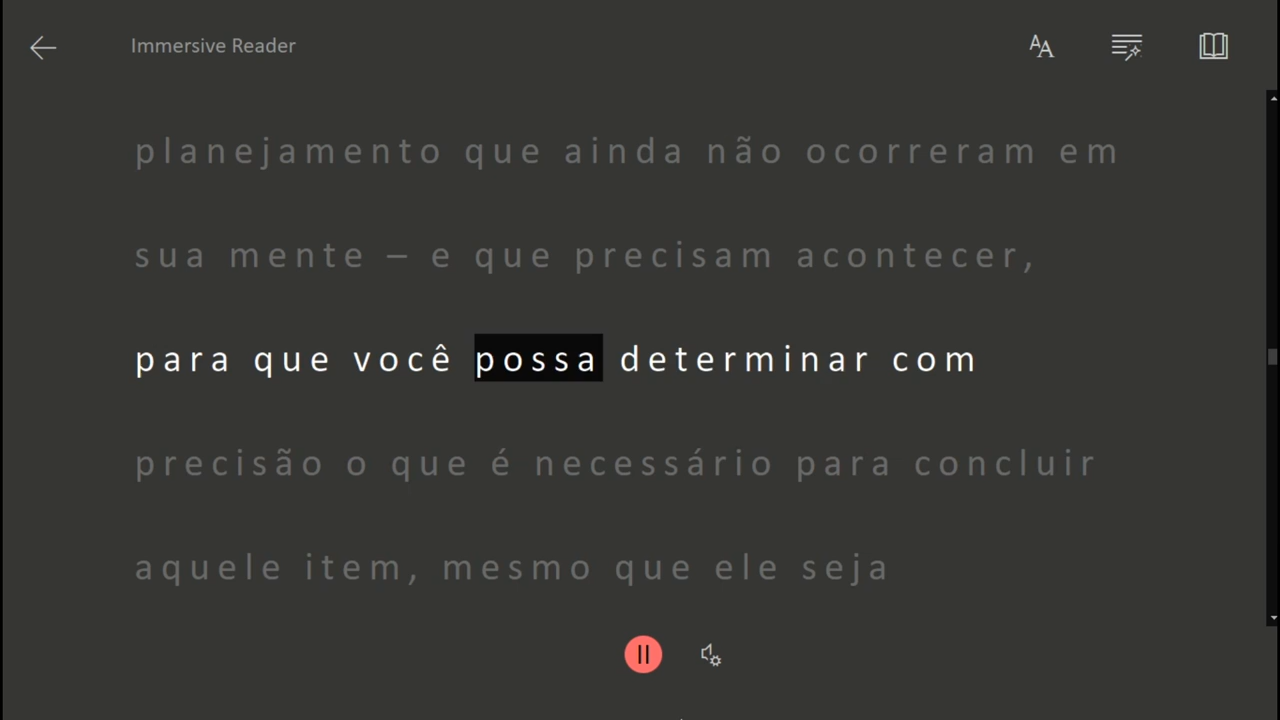 Immersive Reader
planejamento que ainda não ocorreram em
sua mente – e que precisam acontecer,
para que você possa determinar com
precisão o que é necessário para concluir
aquele item, mesmo que ele seja